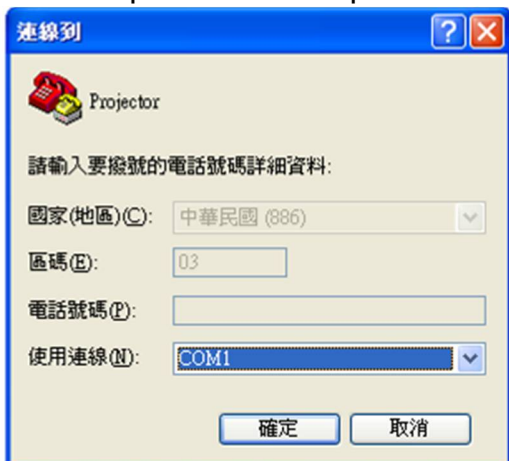 連線到
Projector
請輸入要撥號的電話號碼詳細資料:
國家(地區)(C): 中華民國 (886)
區碼(E): 03
電話號碼(P):
使用連線(N): COM1
確定 取消